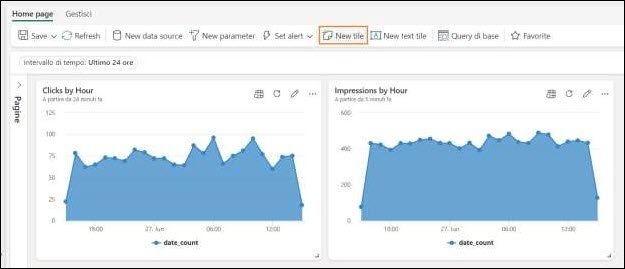 Home page Gestisci
Save Refresh New data source New parameter Set alert New tile New text tile Query di base Favorite
Intervallo di tempo: Ultimo 24 ore
Pagine
Clicks by Hour
A partire da 24 minuti fa
125
100
75
50
25
0
18:00 27. Jun 06:00 12:00
date_count
Impressions by Hour
A partire da 5 minuti fa
600
400
200
0
18:00 27. Jun 06:00 12:00
date_count